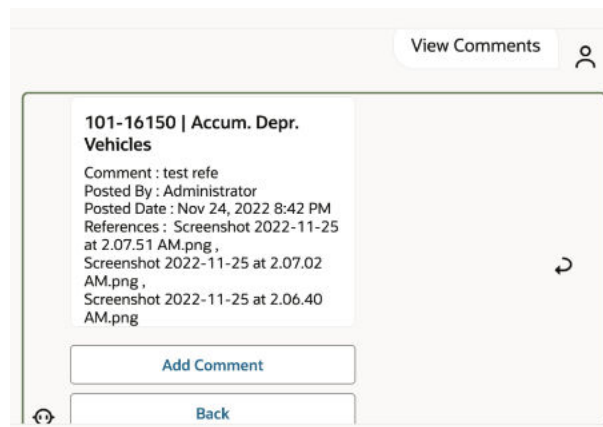 View Comments
101-16150 | Accum. Depr.
Vehicles
Comment : test refe
Posted By : Administrator
Posted Date : Nov 24, 2022 8:42 PM
References :  Screenshot 2022-11-25
at 2.07.51 AM.png ,
Screenshot 2022-11-25 at 2.07.02
AM.png ,
Screenshot 2022-11-25 at 2.06.40
AM.png
Add Comment
Back